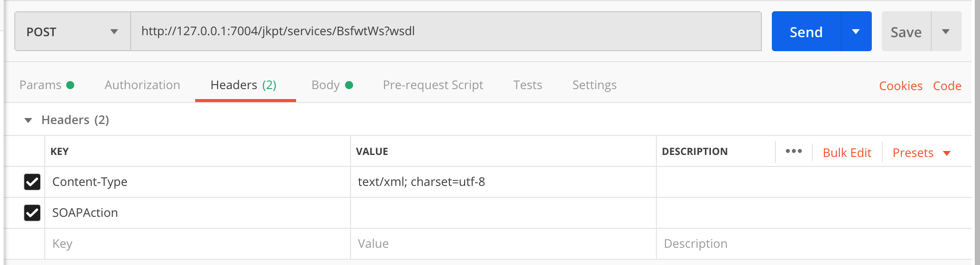 POST http://127.0.0.1:7004/jkpt/services/BsfwtWs?wsdl Send Save
Params Authorization Headers (2) Body Pre-request Script Tests Settings Cookies Code
Headers (2)
KEY VALUE DESCRIPTION ••• Bulk Edit Presets
Content-Type text/xml; charset=utf-8
SOAPAction
Key Value Description